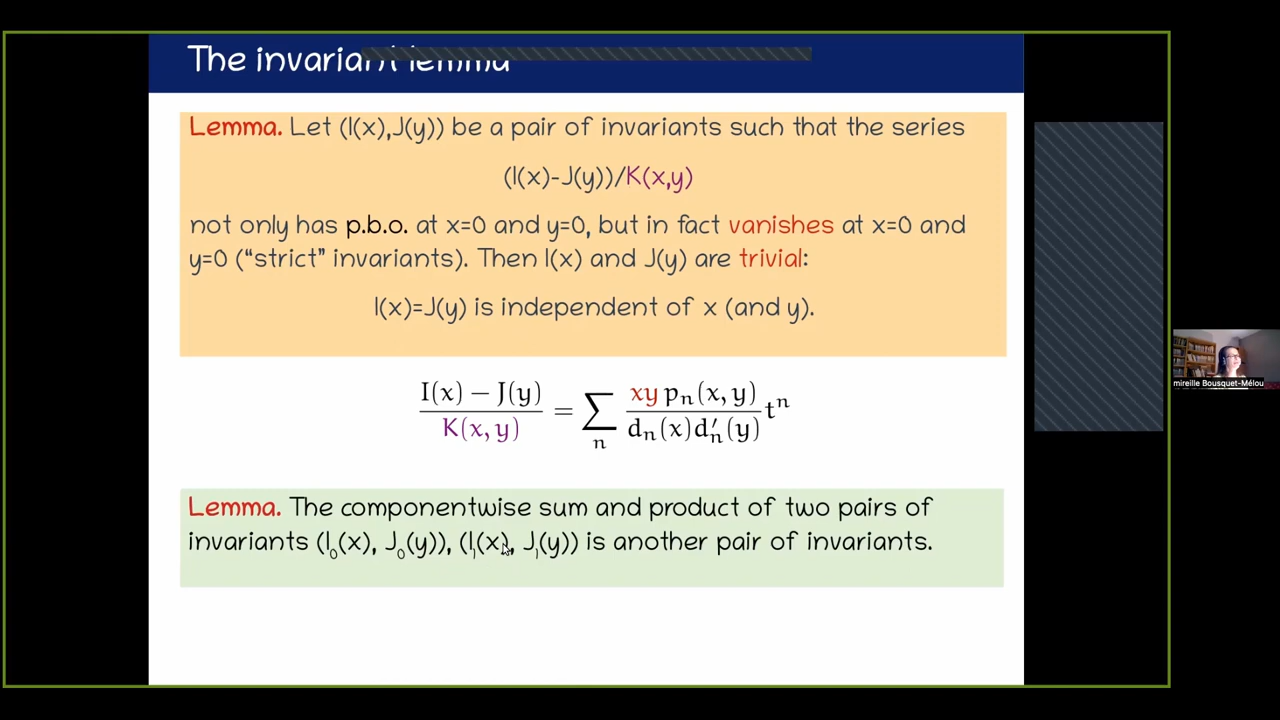 The invariant lemma
Lemma. Let (I(x),J(y)) be a pair of invariants such that the series
(I(x)-J(y))/K(x,y)
not only has p.b.o. at x=0 and y=0, but in fact vanishes at x=0 and
y=0 (“strict” invariants). Then I(x) and J(y) are trivial:
I(x)=J(y) is independent of x (and y).
\frac{I(x) − J(y)}{K(x, y)} = \sum_n \frac{xy p_n(x, y)}{d_n(x)d'_n(y)} t^n
Lemma. The componentwise sum and product of two pairs of
invariants (I₀(x), J₀(y)), (I₁(x), J₁(y)) is another pair of invariants.
mireille Bousquet-Mélou